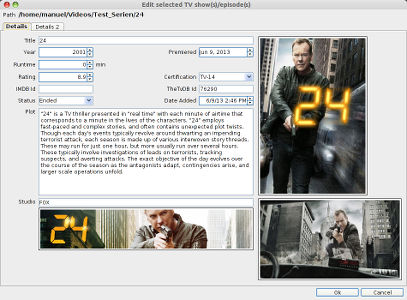 Edit selected TV show(s)/episode(s)
Path /home/manuel/Videos/Test_Serien/24
Details Details 2
Title 24
Year 2001 Premiered Jun 9, 2013
Runtime 0 min
Rating 8.9 Certification TV-14
IMDB Id TheTvDB Id 76290
Status Ended Date Added 6/9/13 2:46 PM
Plot "24" is a TV thriller presented in "real time" with each minute of airtime that
corresponds to a minute in the lives of the characters. "24" employs
fast-paced and complex stories, and often contains unexpected plot twists.
Though each day's events typically revolve around thwarting an impending
terrorist attack, each season is made up of various interwoven story threads.
These may run for just one hour, but more usually run over several hours.
These typically involve investigations of leads on terrorists, tracking
suspects, and averting attacks. The exact objective of the day evolves over
the course of the season as the antagonists adapt, contingencies arise, and
larger scale operations unfold.
24
Studio FOX
24
Ok Cancel